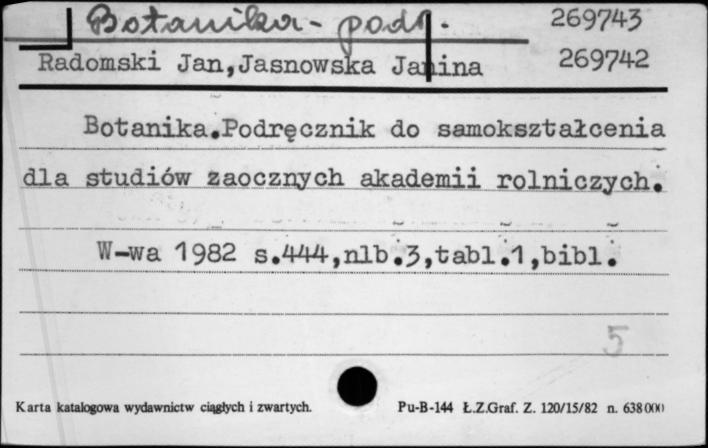 Botanika - podr. 269743
Radomski Jan,Jasnowska Janina 269742
Botanika.Podręcznik do samokształcenia
dla studiów zaocznych akademii rolniczych.
W-wa 1982 s.444,nlb.3,tabl.1,bibl.
5
Karta katalogowa wydawnictw ciągłych i zwartych. Pu-B-144 Ł.Z.Graf. Z. 120/15/82 n. 638000